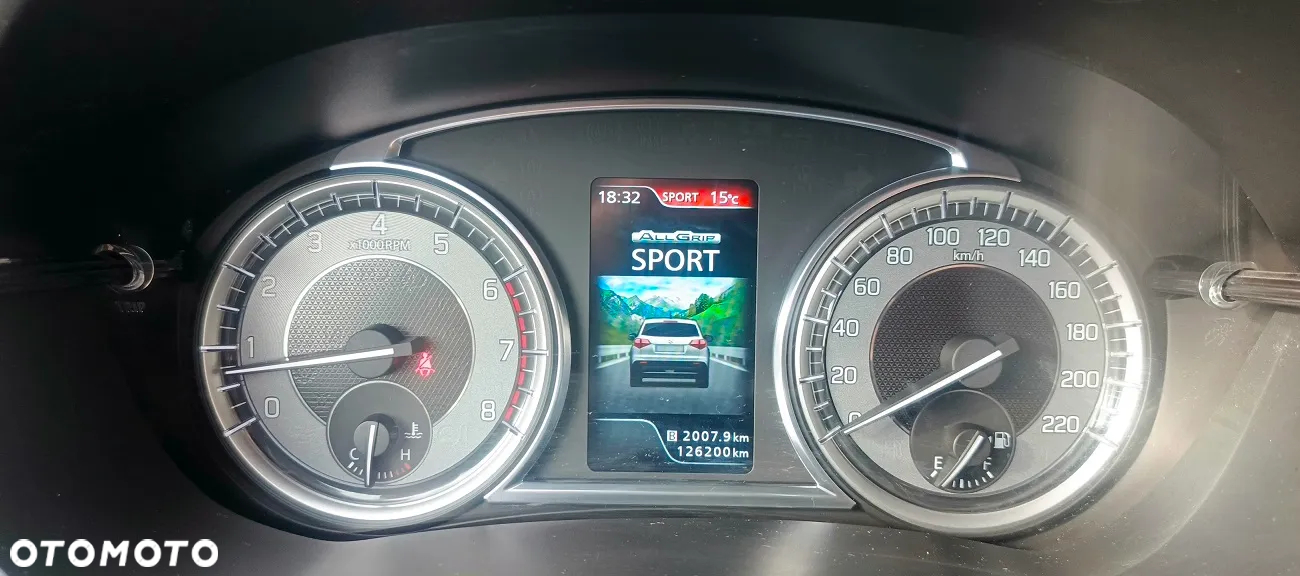 18:32 SPORT 15°C
ALLGRIP
SPORT
B 2007.9km
126200km
0 1 2 3 4 5 6 7 8
x1000RPM
C H
0 20 40 60 80 100 120 140 160 180 200 220
km/h
E F
OTOMOTO